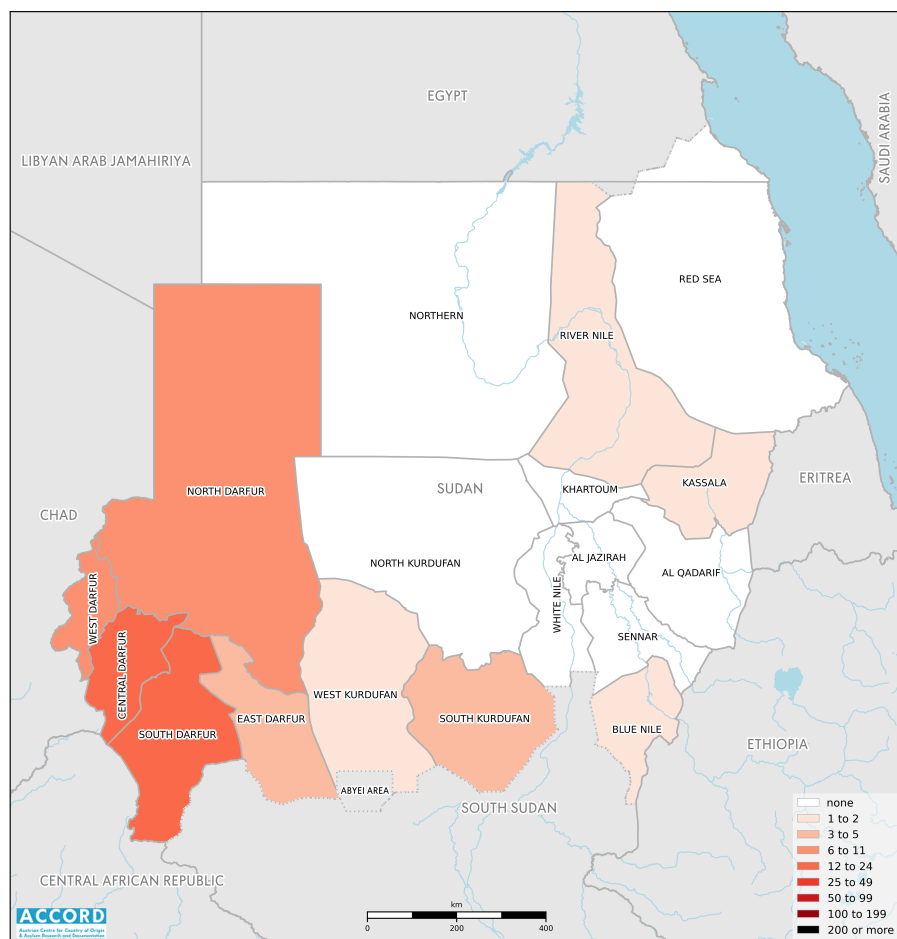 EGYPT
SAUDI ARABIA
LIBYAN ARAB JAMAHIRIYA
RED SEA
NORTHERN
RIVER NILE
ERITREA
KASSALA
SUDAN
KHARTOUM
NORTH DARFUR
CHAD
AL JAZIRAH
NORTH KURDUFAN
AL QADARIF
WEST DARFUR
WHITE NILE
SENNAR
CENTRAL DARFUR
WEST KURDUFAN
EAST DARFUR
SOUTH KURDUFAN
BLUE NILE
SOUTH DARFUR
ETHIOPIA
ABYEI AREA
SOUTH SUDAN
CENTRAL AFRICAN REPUBLIC
none
1 to 2
3 to 5
6 to 11
12 to 24
25 to 49
50 to 99
100 to 199
200 or more
km
0 200 400
ACCORD
Austrian Centre for Country of Origin
& Asylum Research and Documentation